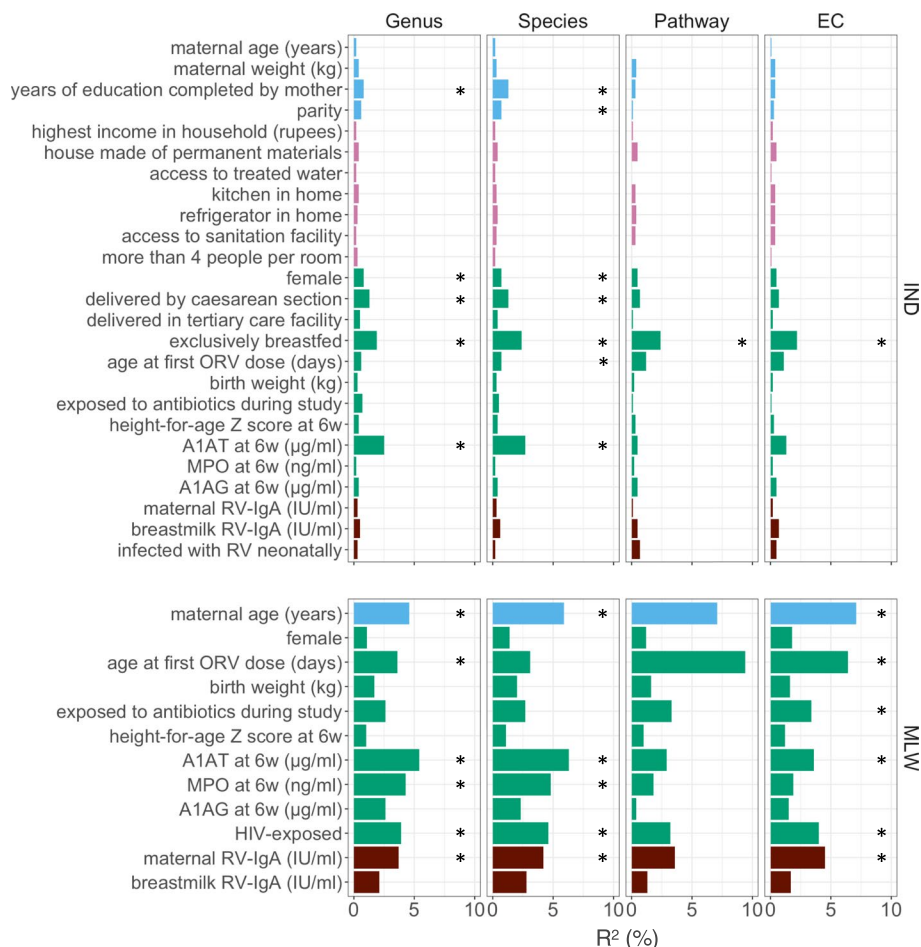 Genus Species Pathway EC
maternal age (years)
maternal weight (kg)
years of education completed by mother * *
parity *
highest income in household (rupees)
house made of permanent materials
access to treated water
kitchen in home
refrigerator in home
access to sanitation facility
more than 4 people per room
female * *
delivered by caesarean section * *
delivered in tertiary care facility
exclusively breastfed * * * *
age at first ORV dose (days) *
birth weight (kg)
exposed to antibiotics during study
height-for-age Z score at 6w
A1AT at 6w (µg/ml) * *
MPO at 6w (ng/ml)
A1AG at 6w (µg/ml)
maternal RV-IgA (IU/ml)
breastmilk RV-IgA (IU/ml)
infected with RV neonatally
IND
maternal age (years) * * *
female
age at first ORV dose (days) * *
birth weight (kg)
exposed to antibiotics during study *
height-for-age Z score at 6w
A1AT at 6w (µg/ml) * * *
MPO at 6w (ng/ml) * *
A1AG at 6w (µg/ml)
HIV-exposed * * *
maternal RV-IgA (IU/ml) * * *
breastmilk RV-IgA (IU/ml)
MLW
0 5 10 0 5 10 0 5 10 0 5 10
R² (%)